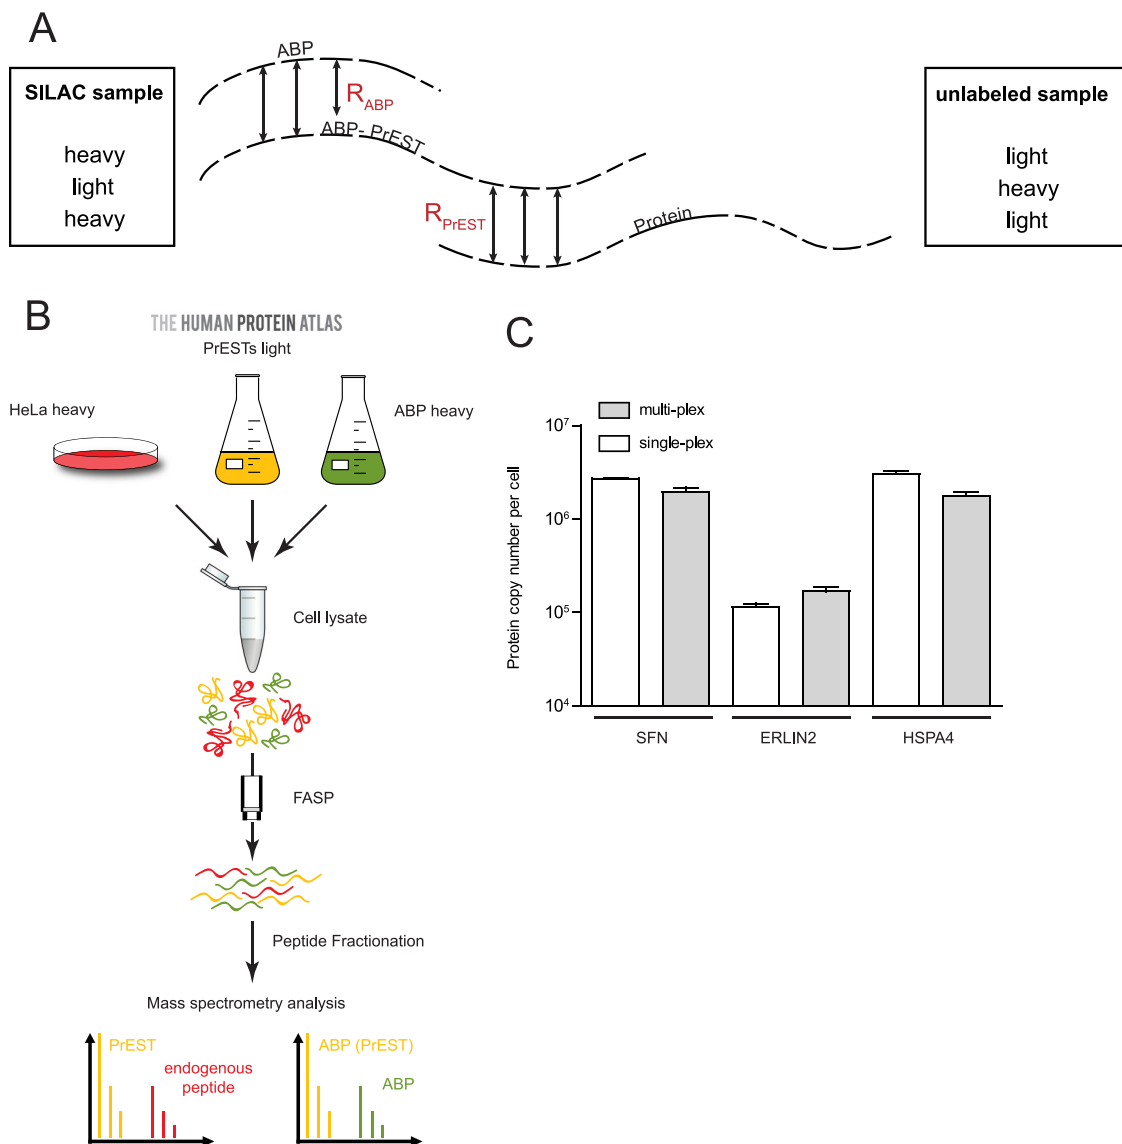 A
SILAC sample
heavy
light
heavy
ABP
R_ABP
ABP- PrEST
R_PrEST
Protein
unlabeled sample
light
heavy
light
B
THE HUMAN PROTEIN ATLAS
PrESTs light
HeLa heavy
ABP heavy
Cell lysate
FASP
Peptide Fractionation
Mass spectrometry analysis
PrEST
endogenous
peptide
ABP (PrEST)
ABP
C
multi-plex
single-plex
Protein copy number per cell
10⁷
10⁶
10⁵
10⁴
SFN
ERLIN2
HSPA4